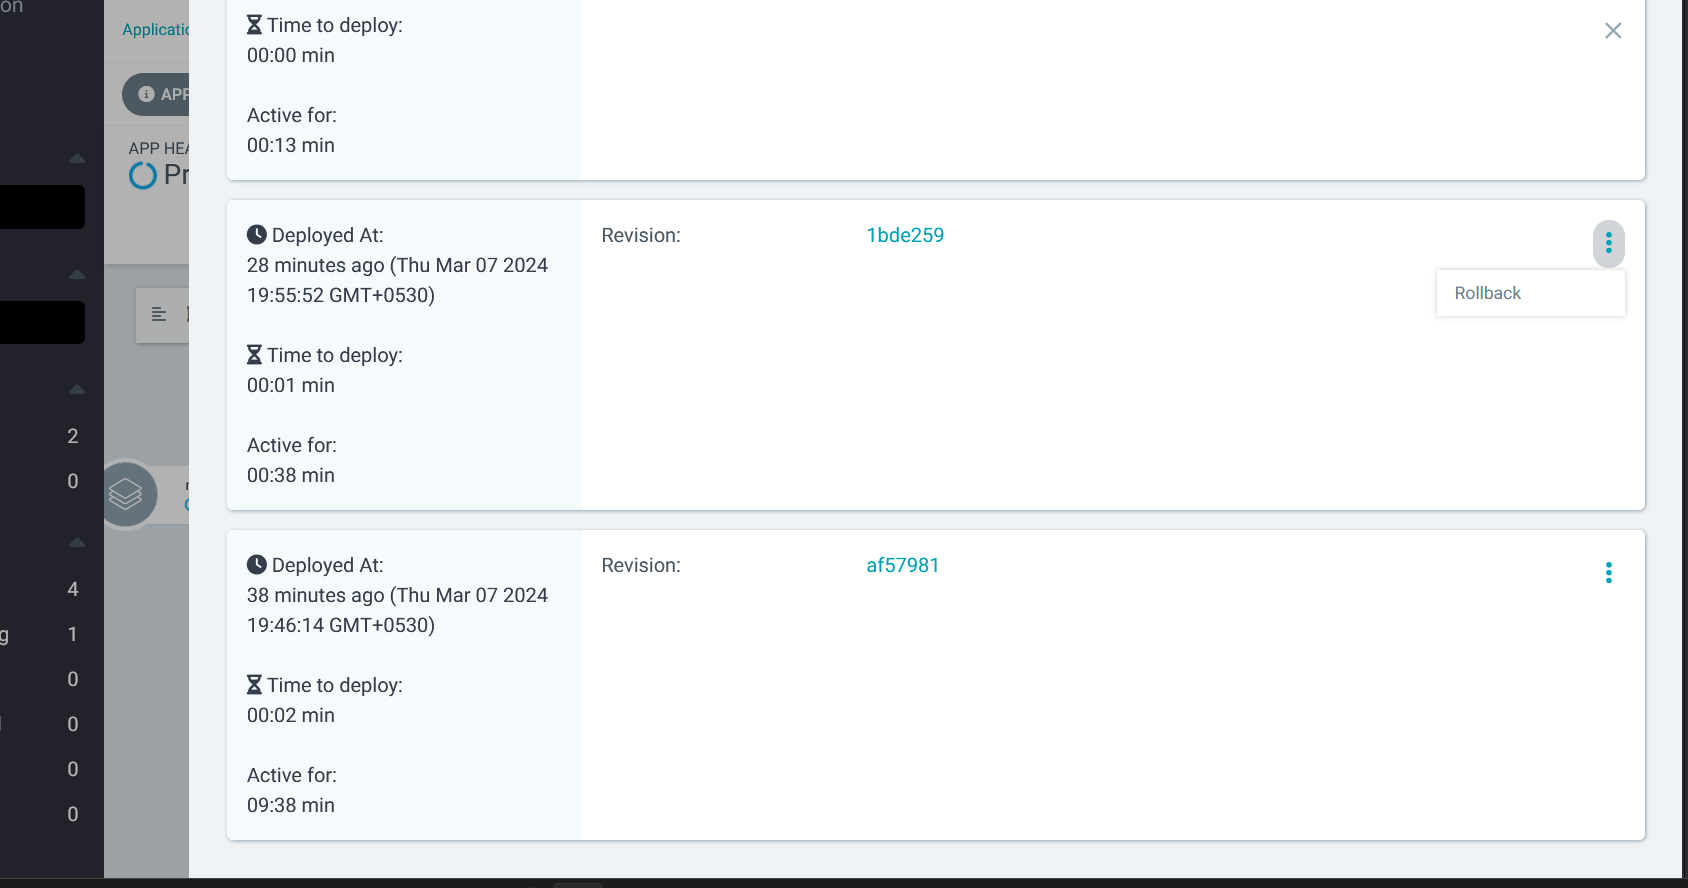 on
Applicatio
APP
APP HEA
Pr
2
0
4
g 1
0
0
0
0
Time to deploy:
00:00 min
Active for:
00:13 min
Deployed At:
28 minutes ago (Thu Mar 07 2024
19:55:52 GMT+0530)
Time to deploy:
00:01 min
Active for:
00:38 min
Revision: 1bde259
Rollback
Deployed At:
38 minutes ago (Thu Mar 07 2024
19:46:14 GMT+0530)
Time to deploy:
00:02 min
Active for:
09:38 min
Revision: af57981